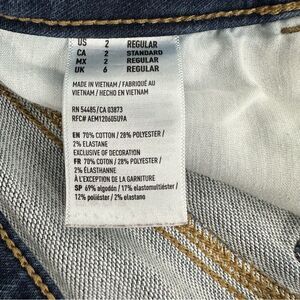 US 2 REGULAR
CA 2 STANDARD
MX 2 REGULAR
UK 6 REGULAR
MADE IN VIETNAM / FABRIQUÉ AU
VIETNAM / HECHO EN VIETNAM
RN 54485/CA 03873
RFC# AEM120605U9A
EN 70% COTTON / 28% POLYESTER /
2% ELASTANE
EXCLUSIVE OF DECORATION
FR 70% COTON / 28% POLYESTER /
2% ÉLASTHANNE
À L'EXCEPTION DE LA GARNITURE
SP 69% algodón / 17% elastomultiéster /
12% poliéster / 2% elastano